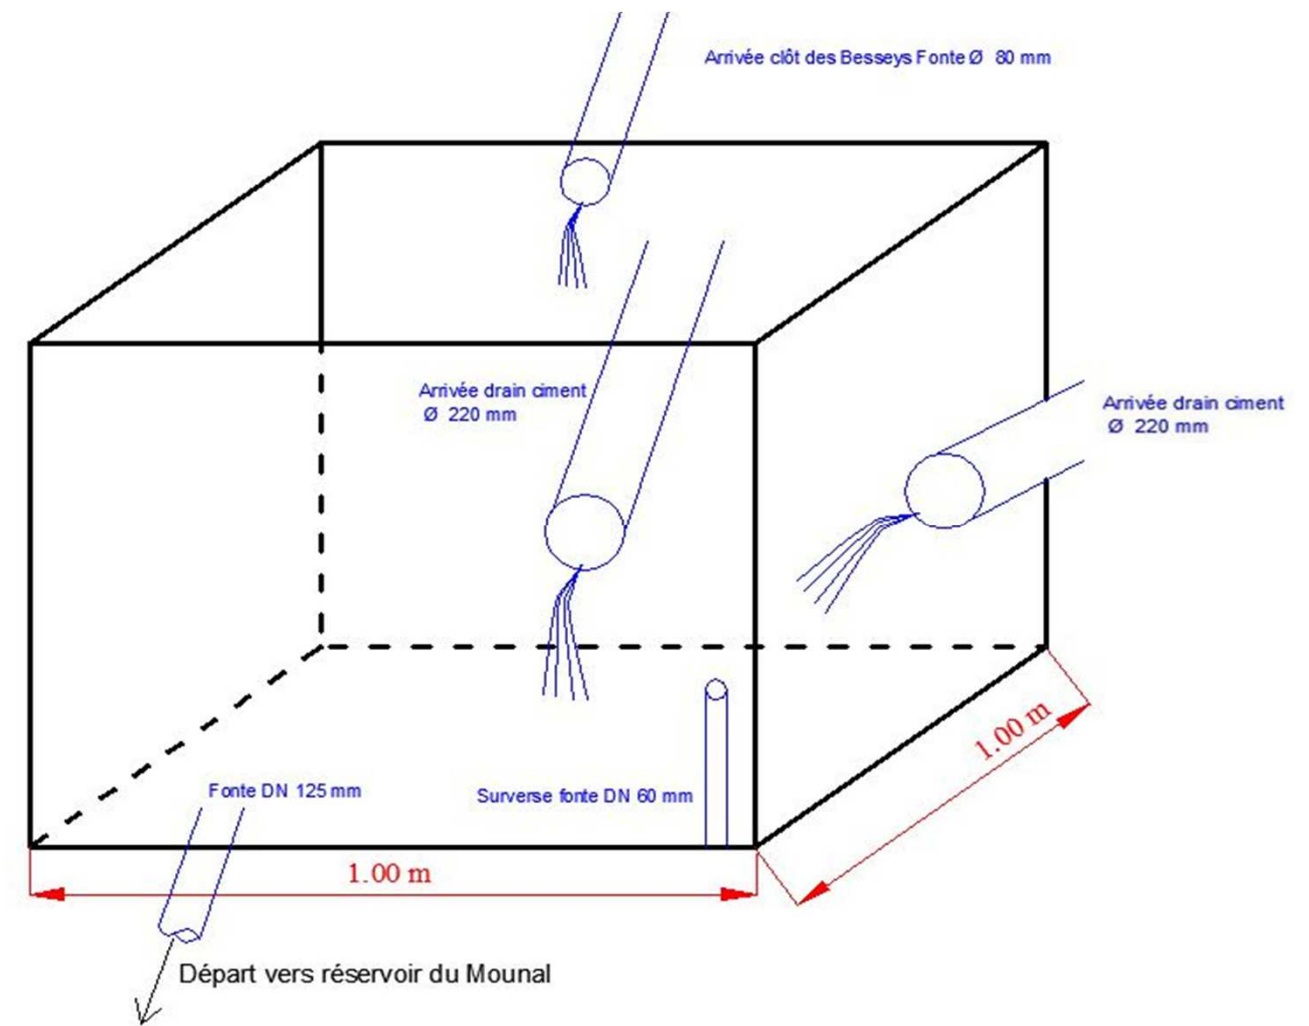 Arrivée clôt des Besseys Fonte Ø 80 mm
Arrivée drain ciment
Ø 220 mm
Arrivée drain ciment
Ø 220 mm
1.00 m
Fonte DN 125 mm
Surverse fonte DN 60 mm
1.00 m
Départ vers réservoir du Mounal